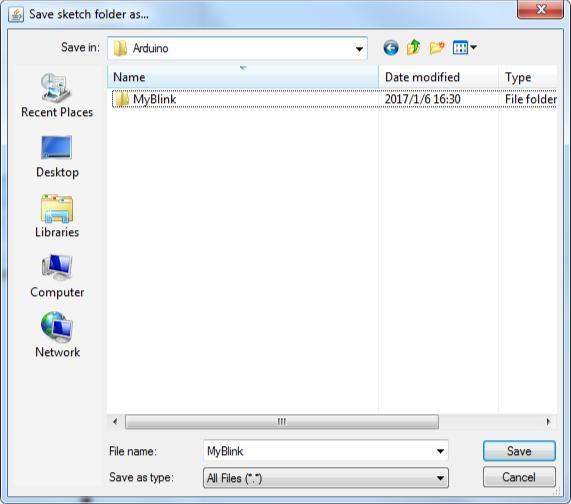 Save sketch folder as...
Save in: Arduino
Name Date modified Type
MyBlink 2017/1/6 16:30 File folder
Recent Places
Desktop
Libraries
Computer
Network
File name: MyBlink Save
Save as type: All Files (*.*) Cancel